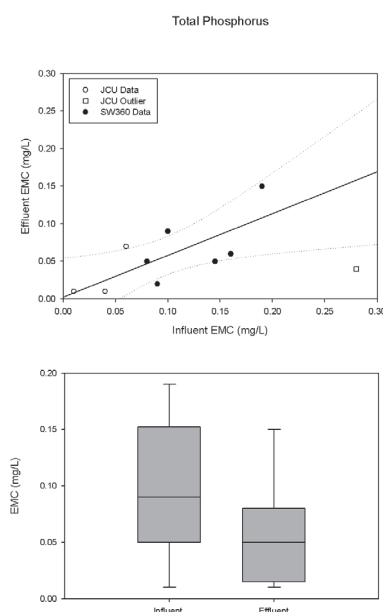 Total Phosphorus
0.30
0.25
0.20
0.15
0.10
0.05
0.00
Effluent EMC (mg/L)
JCU Data
JCU Outlier
SW360 Data
0.00 0.05 0.10 0.15 0.20 0.25 0.30
Influent EMC (mg/L)
0.20
0.15
0.10
0.05
0.00
EMC (mg/L)
Influent Effluent